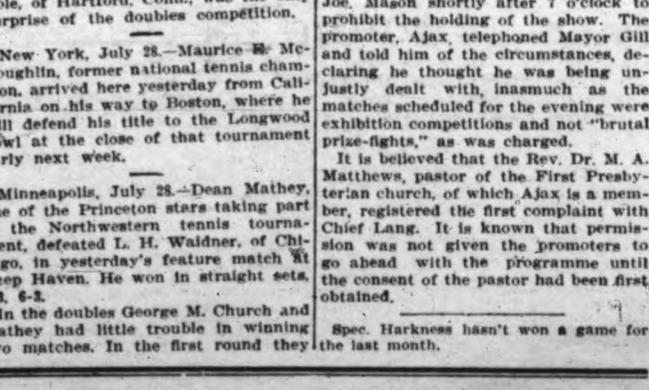 ole, of Hartford, Conn., was the
urprise of the doubles competition.
New York, July 28.—Maurice E. Mc-
oughlin, former national tennis cham-
on, arrived here yesterday from Cali-
rnia on his way to Boston, where he
ill defend his title to the Longwood
owl at the close of that tournament
rly next week.
Minneapolis, July 28.—Dean Mathey,
e of the Princeton stars taking part
the Northwestern tennis tourna-
ent, defeated L. H. Waidner, of Chi-
go, in yesterday's feature match at
eep Haven. He won in straight sets,
3, 6-3.
In the doubles George M. Church and
athey had little trouble in winning
vo matches. In the first round they
Joe. Mason shortly after 7 o'clock to
prohibit the holding of the show. The
promoter, Ajax, telephoned Mayor Gill
and told him of the circumstances, de-
claring he thought he was being un-
justly dealt with, inasmuch as the
matches scheduled for the evening were
exhibition competitions and not "brutal
prize-fights," as was charged.
It is believed that the Rev. Dr. M. A.
Matthews, pastor of the First Presby-
terian church, of which Ajax is a mem-
ber, registered the first complaint with
Chief Lang. It is known that permis-
sion was not given the promoters to
go ahead with the programme until
the consent of the pastor had been first
obtained.
Spec. Harkness hasn't won a game for
the last month.